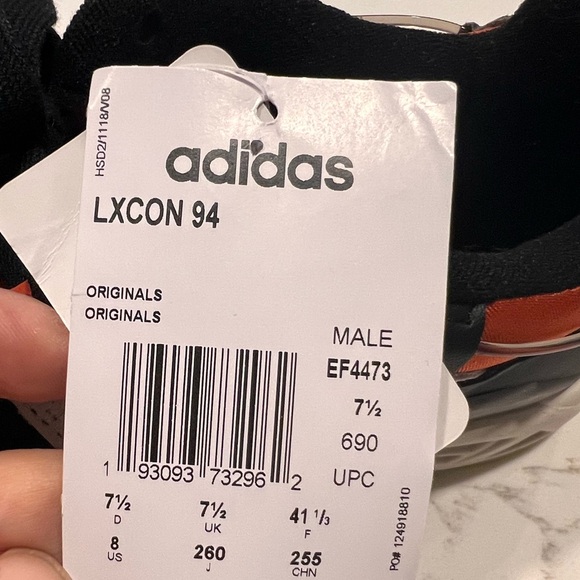 HSD2/1118/V08
adidas
LXCON 94
ORIGINALS
ORIGINALS
MALE
EF4473
7½
690
UPC
1 93093 73296 2
7½ 7½ 41 1/3
D UK F
8 260 255
US J CHN
PO# 124918810